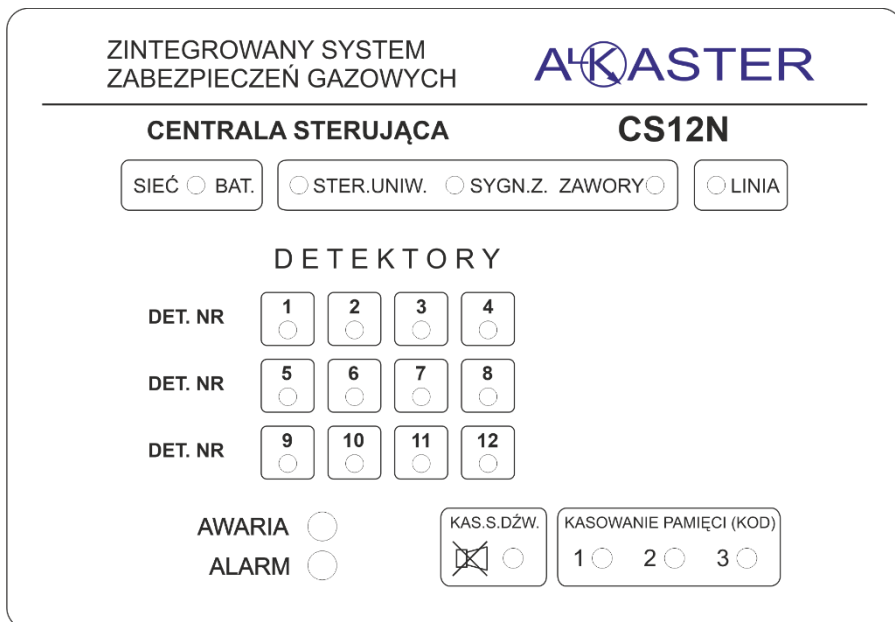 ZINTEGROWANY SYSTEM
ZABEZPIECZEŃ GAZOWYCH
ALKASTER
CENTRALA STERUJĄCA CS12N
SIEĆ BAT. STER.UNIW. SYGN.Z. ZAWORY LINIA
DETEKTORY
DET. NR 1 2 3 4
DET. NR 5 6 7 8
DET. NR 9 10 11 12
AWARIA
ALARM
KAS.S.DŹW. KASOWANIE PAMIĘCI (KOD)
1 2 3